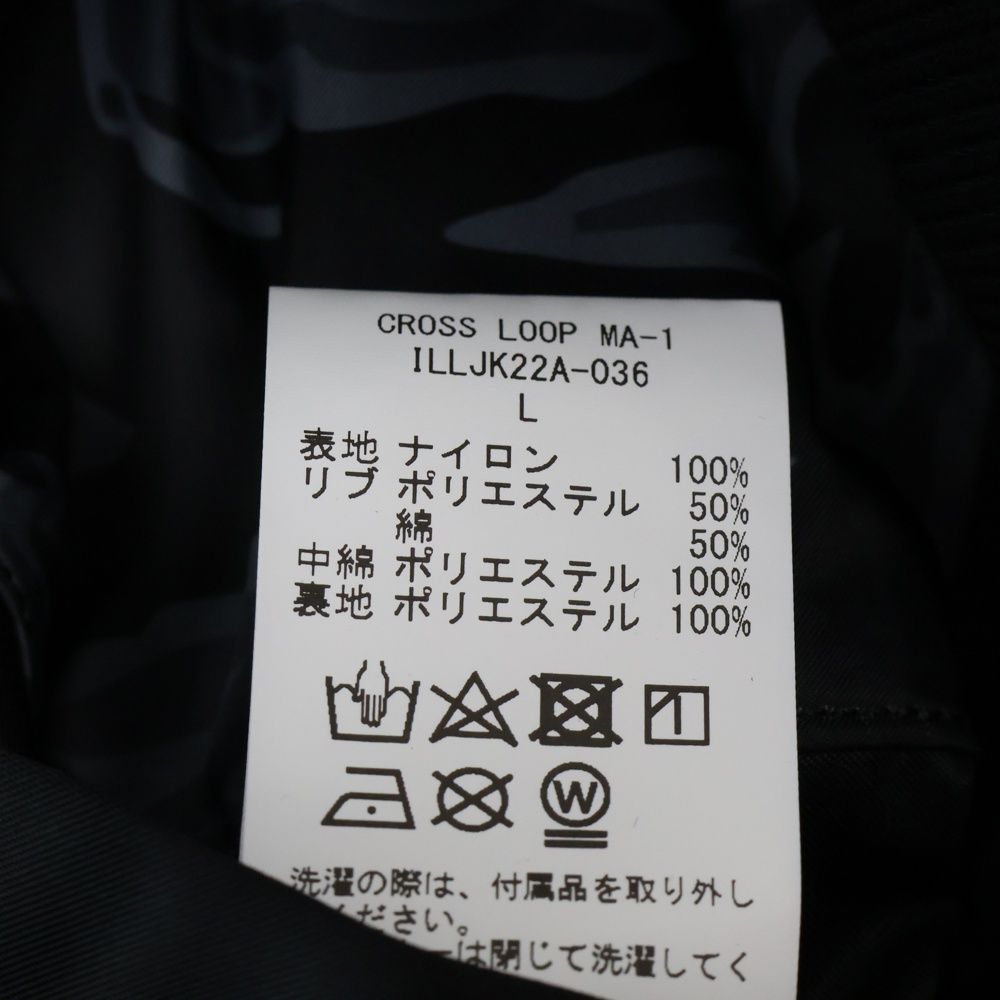 CROSS LOOP MA-1
ILLJK22A-036
L
表地 ナイロン 100%
リブ ポリエステル 50%
綿 50%
中綿 ポリエステル 100%
裏地 ポリエステル 100%
W
洗濯の際は、付属品を取り外し
ください。
ーは閉じて洗濯してく